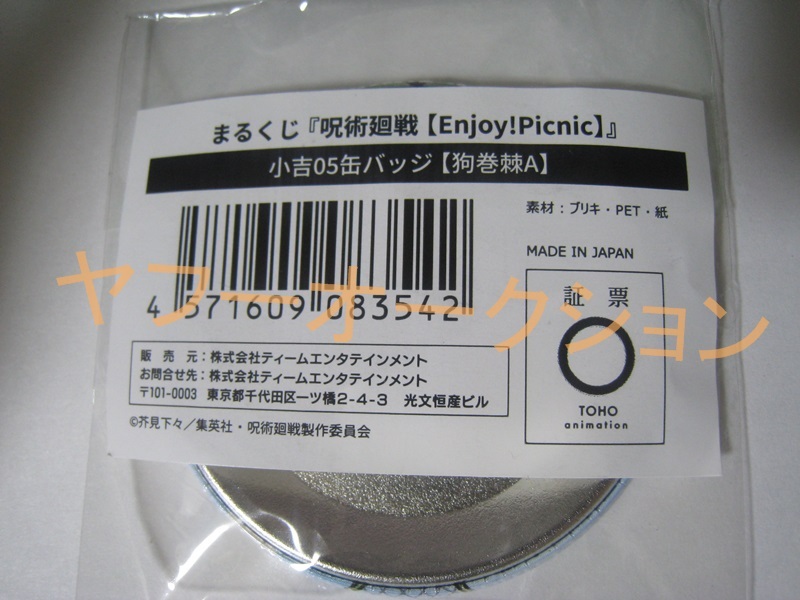 まるくじ『呪術廻戦【Enjoy!Picnic】』
小吉05缶バッジ【狗巻棘A】
素材：ブリキ・PET・紙
MADE IN JAPAN
4 571609 083542
証 票
TOHO
animation
販 売 元：株式会社ティームエンタテインメント
お問合せ先：株式会社ティームエンタテインメント
〒101-0003 東京都千代田区一ツ橋2-4-3 光文恒産ビル
©芥見下々／集英社・呪術廻戦製作委員会
ヤフーオークション